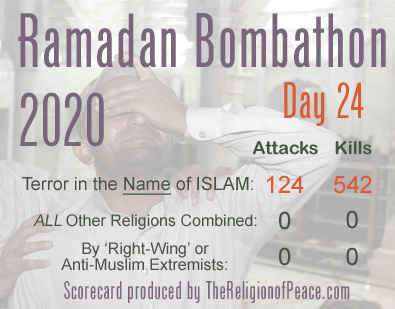 Ramadan Bombathon
2020 Day 24
Attacks Kills
Terror in the Name of ISLAM: 124 542
ALL Other Religions Combined: 0 0
By ‘Right-Wing’ or
Anti-Muslim Extremists: 0 0
Scorecard produced by TheReligionofPeace.com